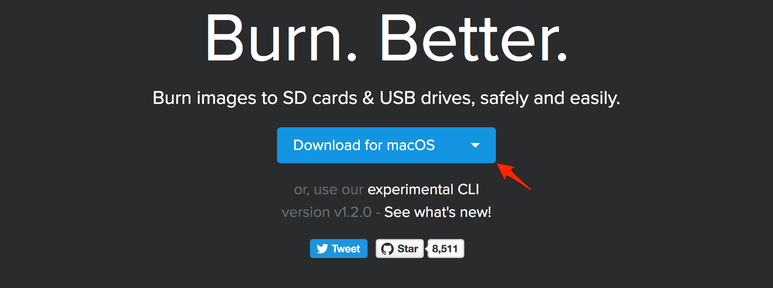 Burn. Better.
Burn images to SD cards & USB drives, safely and easily.
Download for macOS
or, use our experimental CLI
version v1.2.0 - See what's new!
Tweet Star 8,511